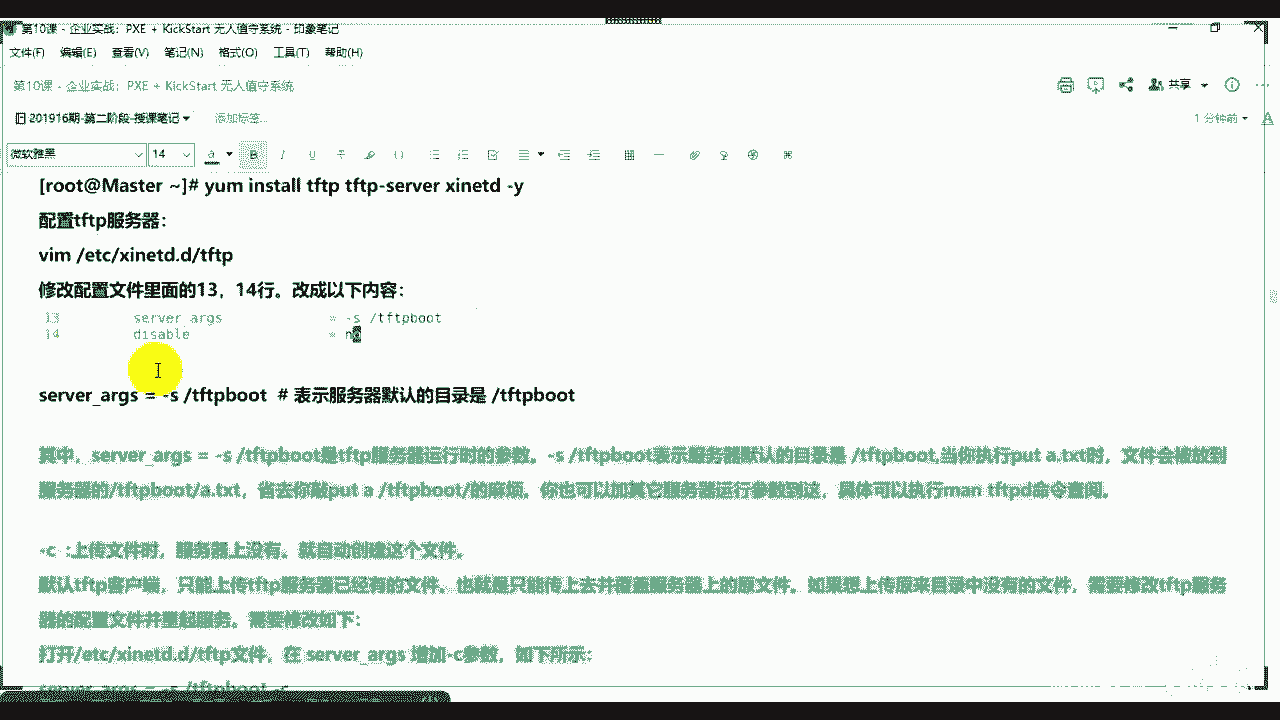 第10课 - 企业实战：PXE + KickStart 无人值守系统 - 印象笔记
文件(F) 编辑(E) 查看(V) 笔记(N) 格式(O) 工具(T) 帮助(H)
第10课 - 企业实战：PXE + KickStart 无人值守系统
共享
201916期-第二阶段-授课笔记
添加标签...
1 分钟前
微软雅黑 14
[root@Master ~]# yum install tftp tftp-server xinetd -y
配置tftp服务器：
vim /etc/xinetd.d/tftp
修改配置文件里面的13，14行。改成以下内容：
13 server_args = -s /tftpboot
14 disable = no
server_args = -s /tftpboot # 表示服务器默认的目录是 /tftpboot
其中，server_args = -s /tftpboot是tftp服务器运行时的参数。-s /tftpboot表示服务器默认的目录是 /tftpboot,当你执行put a.txt时，文件会被放到
服务器的/tftpboot/a.txt，省去你敲put a /tftpboot/的麻烦。你也可以加其它服务器运行参数到这，具体可以执行man tftpd命令查阅。
-c :上传文件时，服务器上没有。就自动创建这个文件。
默认tftp客户端，只能上传tftp服务器已经有的文件。也就是只能传上去并覆盖服务器上的原文件。如果想上传原来目录中没有的文件，需要修改tftp服务
器的配置文件并重起服务。需要修改如下：
打开/etc/xinetd.d/tftp文件，在 server_args 增加-c参数，如下所示：
server_args = -s /tftpboot -c